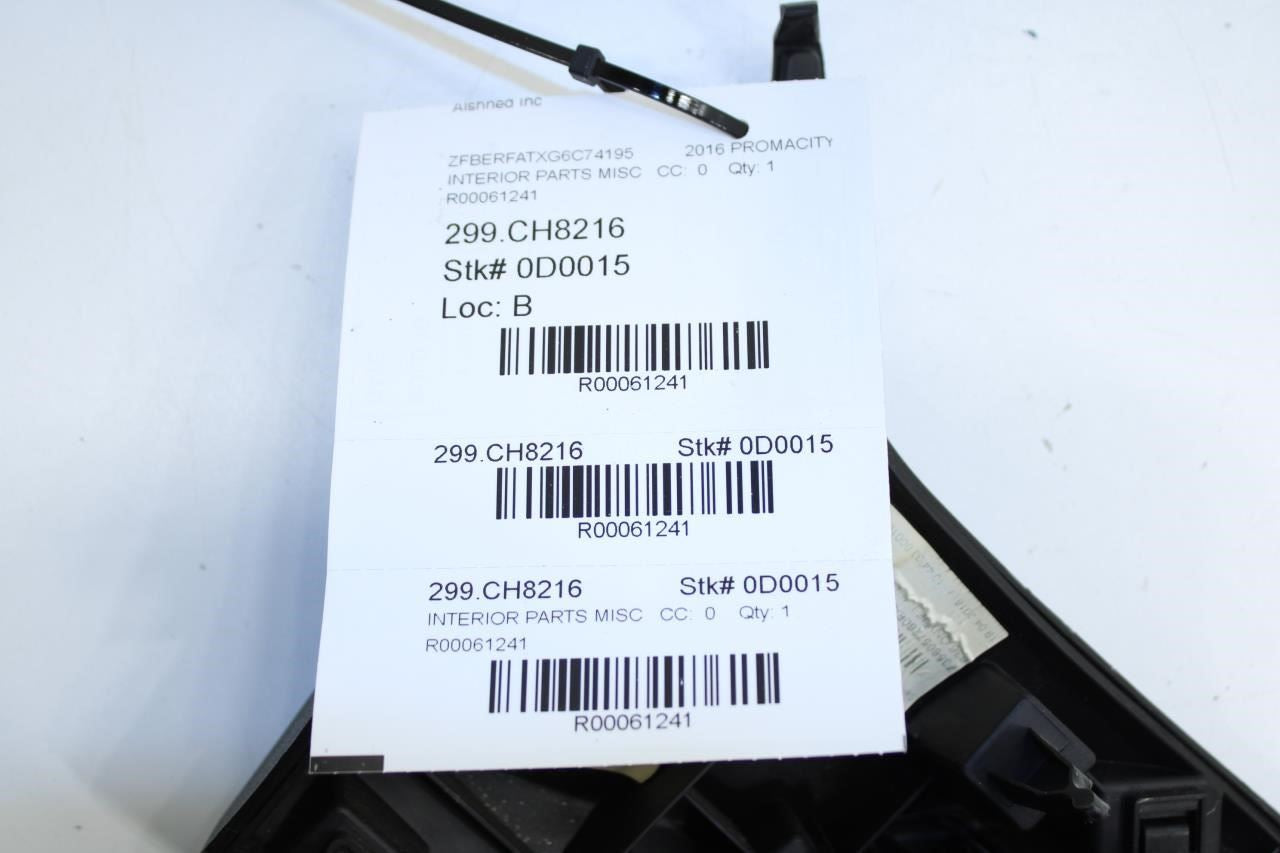 Aishnea inc
ZFBERFATXG6C74195 2016 PROMACITY
INTERIOR PARTS MISC CC: 0 Qty: 1
R00061241
299.CH8216
Stk# 0D0015
Loc: B
R00061241
299.CH8216 Stk# 0D0015
R00061241
299.CH8216 Stk# 0D0015
INTERIOR PARTS MISC CC: 0 Qty: 1
R00061241
R00061241